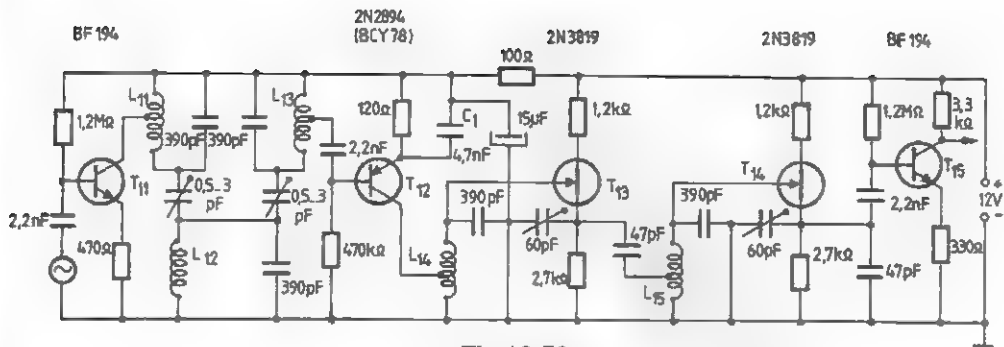 BF 194
2N2894
(BCY78)
2N3819
2N3819
BF 194
100Ω
L11
L13
1,2MΩ
390pF
390pF
120Ω
C1
4,7nF
15µF
1,2kΩ
1,2kΩ
1,2MΩ
3,3
kΩ
2,2nF
T11
0,5...3
pF
0,5...3
pF
T12
T13
T14
T15
390pF
390pF
2,2nF
+
12V
2,2nF
470Ω
L12
390pF
470kΩ
L14
60pF
47pF
2,7kΩ
L15
60pF
2,7kΩ
47pF
330Ω